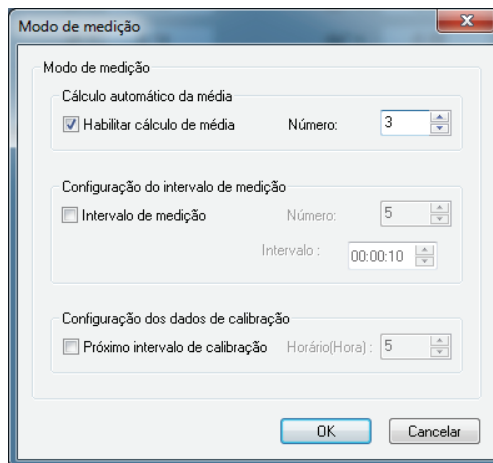 Modo de medição
Modo de medição
Cálculo automático da média
Habilitar cálculo de média Número: 3
Configuração do intervalo de medição
Intervalo de medição Número: 5
Intervalo : 00:00:10
Configuração dos dados de calibração
Próximo intervalo de calibração Horário(Hora) : 5
OK Cancelar